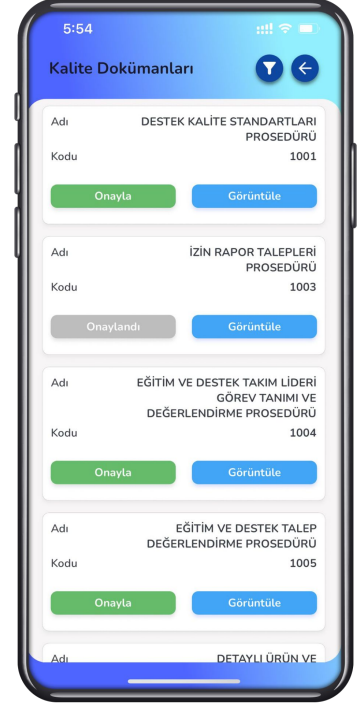 5:54
Kalite Dokümanları
Adı DESTEK KALİTE STANDARTLARI
PROSEDÜRÜ
Kodu 1001
Onayla Görüntüle
Adı İZİN RAPOR TALEPLERİ
PROSEDÜRÜ
Kodu 1003
Onaylandı Görüntüle
Adı EĞİTİM VE DESTEK TAKIM LİDERİ
GÖREV TANIMI VE
DEĞERLENDİRME PROSEDÜRÜ
Kodu 1004
Onayla Görüntüle
Adı EĞİTİM VE DESTEK TALEP
DEĞERLENDİRME PROSEDÜRÜ
Kodu 1005
Onayla Görüntüle
Adı DETAYLI ÜRÜN VE